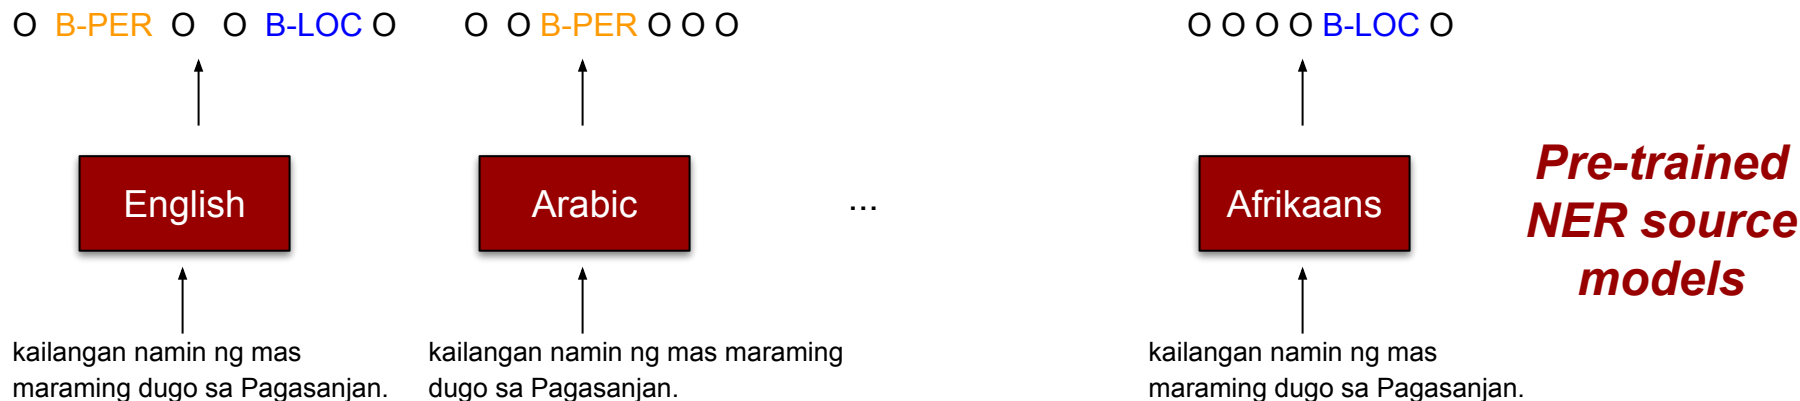 O B-PER O O B-LOC O
O O B-PER O O O
O O O O B-LOC O
English
Arabic
...
Afrikaans
Pre-trained
NER source
models
kailangan namin ng mas
maraming dugo sa Pagasanjan.
kailangan namin ng mas maraming
dugo sa Pagasanjan.
kailangan namin ng mas
maraming dugo sa Pagasanjan.